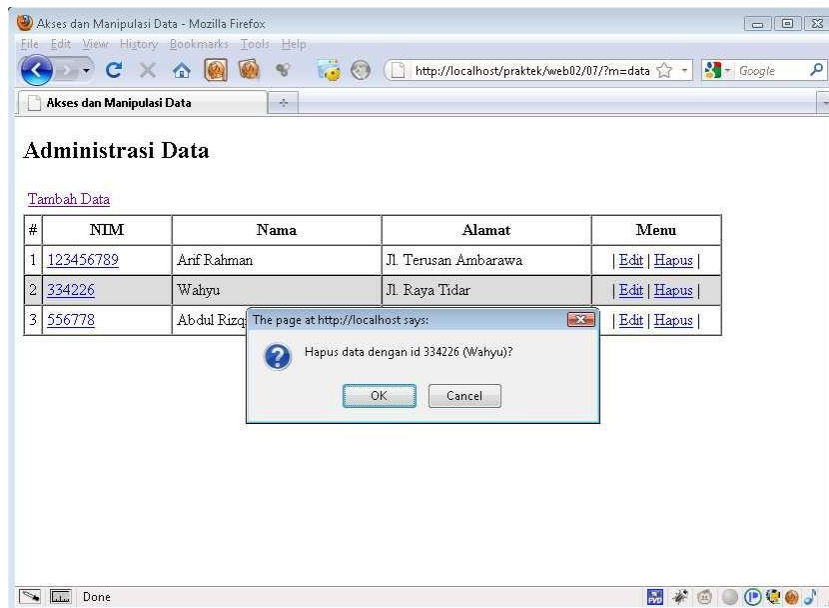 Akses dan Manipulasi Data - Mozilla Firefox
File Edit View History Bookmarks Tools Help
http://localhost/praktek/web02/07/?m=data Google
Akses dan Manipulasi Data
Administrasi Data
Tambah Data
# NIM Nama Alamat Menu
1 123456789 Arif Rahman Jl. Terusan Ambarawa | Edit | Hapus |
2 334226 Wahyu Jl. Raya Tidar | Edit | Hapus |
3 556778 Abdul Rizq | Edit | Hapus |
The page at http://localhost says:
Hapus data dengan id 334226 (Wahyu)?
OK Cancel
Done